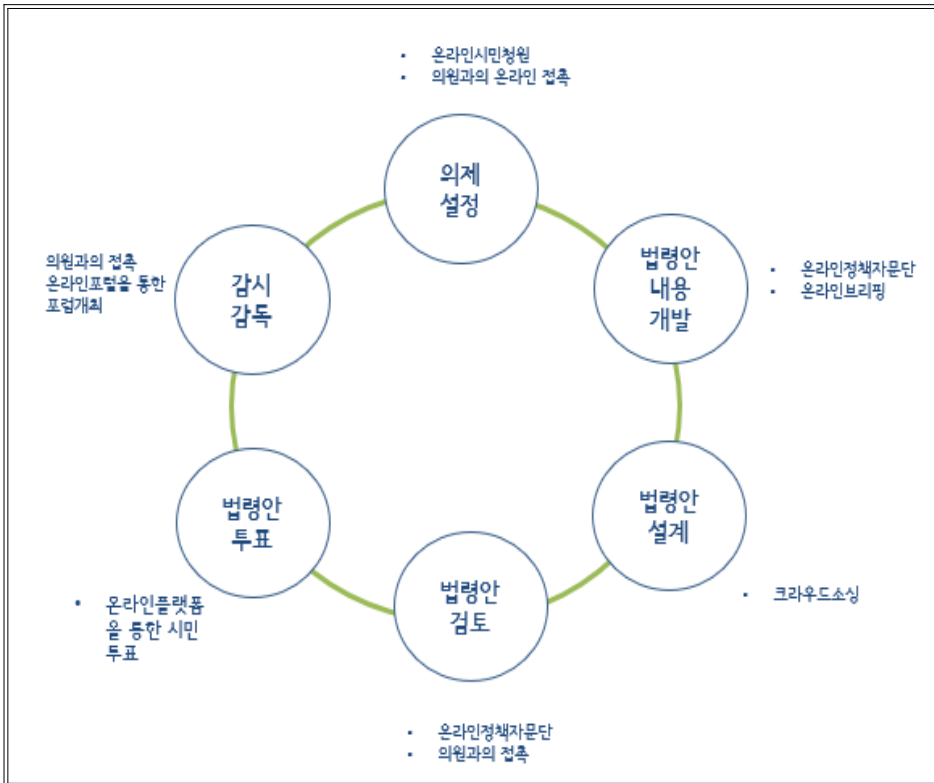 • 온라인시민청원
• 의원과의 온라인 접촉
의제
설정
법령안
내용
개발
• 온라인정책자문단
• 온라인브리핑
법령안
설계
• 크라우드소싱
법령안
검토
• 온라인정책자문단
• 의원과의 접촉
법령안
투표
• 온라인플랫폼
을 통한 시민
투표
감시
감독
의원과의 접촉
온라인포럼을 통한
포럼개최